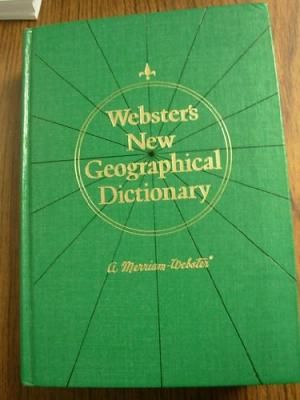 Webster's
New
Geographical
Dictionary
a Merriam-Webster®